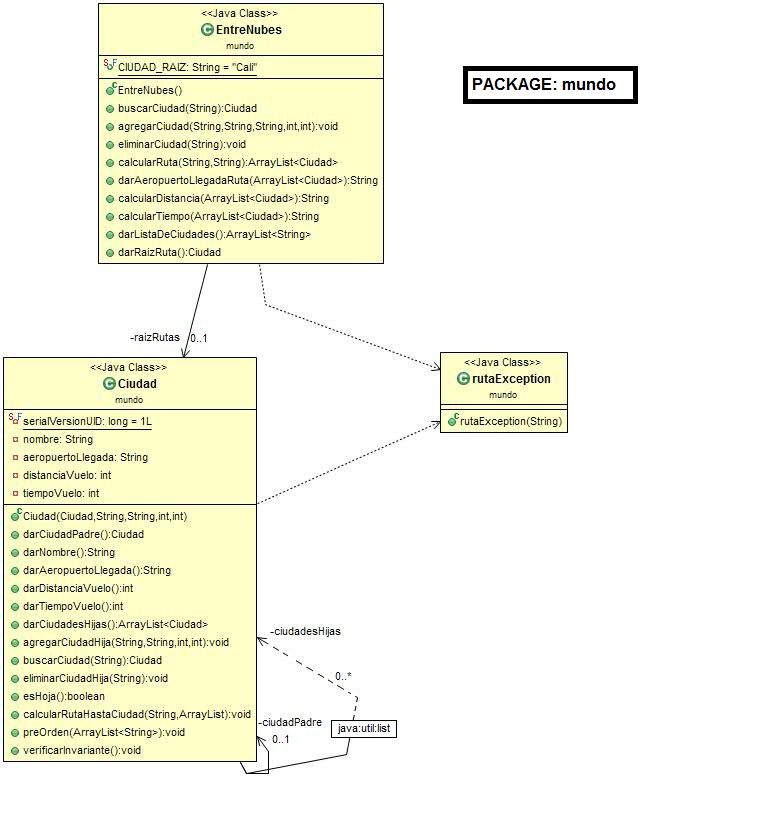 <<Java Class>>
EntreNubes
mundo
CIUDAD_RAIZ: String = "Cali"
EntreNubes()
buscarCiudad(String):Ciudad
agregarCiudad(String,String,String,int,int):void
eliminarCiudad(String):void
calcularRuta(String,String):ArrayList<Ciudad>
darAeropuertoLlegadaRuta(ArrayList<Ciudad>):String
calcularDistancia(ArrayList<Ciudad>):String
calcularTiempo(ArrayList<Ciudad>):String
darListaDeCiudades():ArrayList<String>
darRaizRuta():Ciudad
PACKAGE: mundo
-raizRutas
0..1
<<Java Class>>
Ciudad
mundo
serialVersionUID: long = 1L
nombre: String
aeropuertoLlegada: String
distanciaVuelo: int
tiempoVuelo: int
Ciudad(Ciudad,String,String,int,int)
darCiudadPadre():Ciudad
darNombre():String
darAeropuertoLlegada():String
darDistanciaVuelo():int
darTiempoVuelo():int
darCiudadesHijas():ArrayList<Ciudad>
agregarCiudadHija(String,String,int,int):void
buscarCiudad(String):Ciudad
eliminarCiudadHija(String):void
esHoja():boolean
calcularRutaHastaCiudad(String,ArrayList):void
preOrden(ArrayList<String>):void
verificarInvariante():void
<<Java Class>>
rutaException
mundo
rutaException(String)
-ciudadesHijas
0..*
-ciudadPadre
0..1
java:util:list